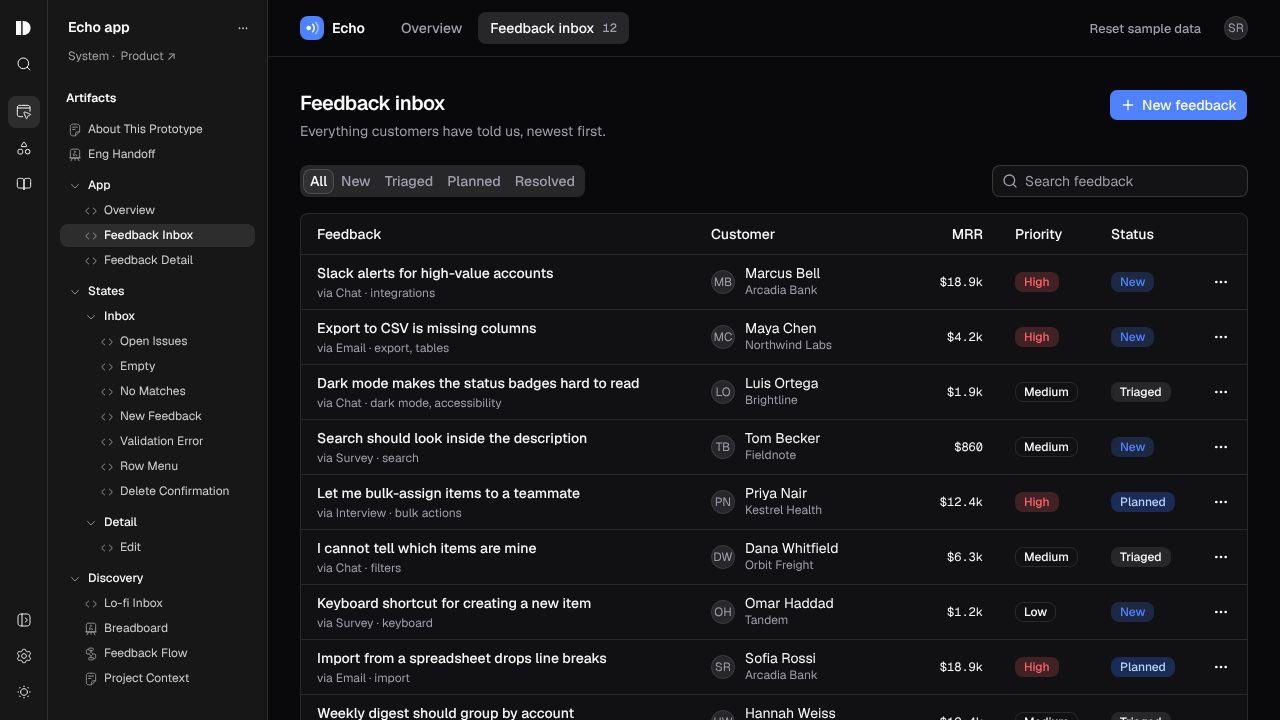 Echo app
System · Product ↗
Artifacts
About This Prototype
Eng Handoff
App
Overview
Feedback Inbox
Feedback Detail
States
Inbox
Open Issues
Empty
No Matches
New Feedback
Validation Error
Row Menu
Delete Confirmation
Detail
Edit
Discovery
Lo-fi Inbox
Breadboard
Feedback Flow
Project Context
Echo Overview Feedback inbox 12 Reset sample data SR
Feedback inbox
New feedback
Everything customers have told us, newest first.
All New Triaged Planned Resolved Search feedback
Feedback Customer MRR Priority Status
Slack alerts for high-value accounts
via Chat · integrations
MB Marcus Bell
Arcadia Bank
$18.9k High New
Export to CSV is missing columns
via Email · export, tables
MC Maya Chen
Northwind Labs
$4.2k High New
Dark mode makes the status badges hard to read
via Chat · dark mode, accessibility
LO Luis Ortega
Brightline
$1.9k Medium Triaged
Search should look inside the description
via Survey · search
TB Tom Becker
Fieldnote
$860 Medium New
Let me bulk-assign items to a teammate
via Interview · bulk actions
PN Priya Nair
Kestrel Health
$12.4k High Planned
I cannot tell which items are mine
via Chat · filters
DW Dana Whitfield
Orbit Freight
$6.3k Medium Triaged
Keyboard shortcut for creating a new item
via Survey · keyboard
OH Omar Haddad
Tandem
$1.2k Low New
Import from a spreadsheet drops line breaks
via Email · import
SR Sofia Rossi
Arcadia Bank
$18.9k High Planned
Weekly digest should group by account
Hannah Weiss
Medium Triaged